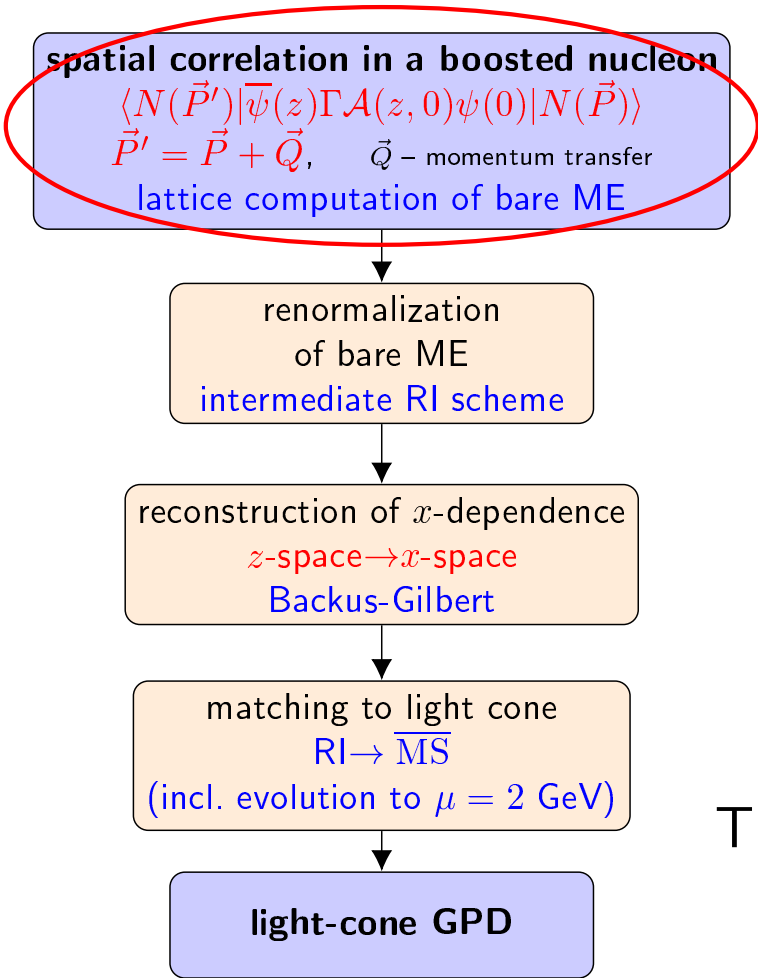 spatial correlation in a boosted nucleon
⟨N(P⃗′)|ψ̅(z)Γ𝒜(z,0)ψ(0)|N(P⃗)⟩
P⃗′ = P⃗ + Q⃗, Q⃗ – momentum transfer
lattice computation of bare ME
renormalization
of bare ME
intermediate RI scheme
reconstruction of x-dependence
z-space→x-space
Backus-Gilbert
matching to light cone
RI→ M̅S̅
(incl. evolution to μ = 2 GeV)
T
light-cone GPD